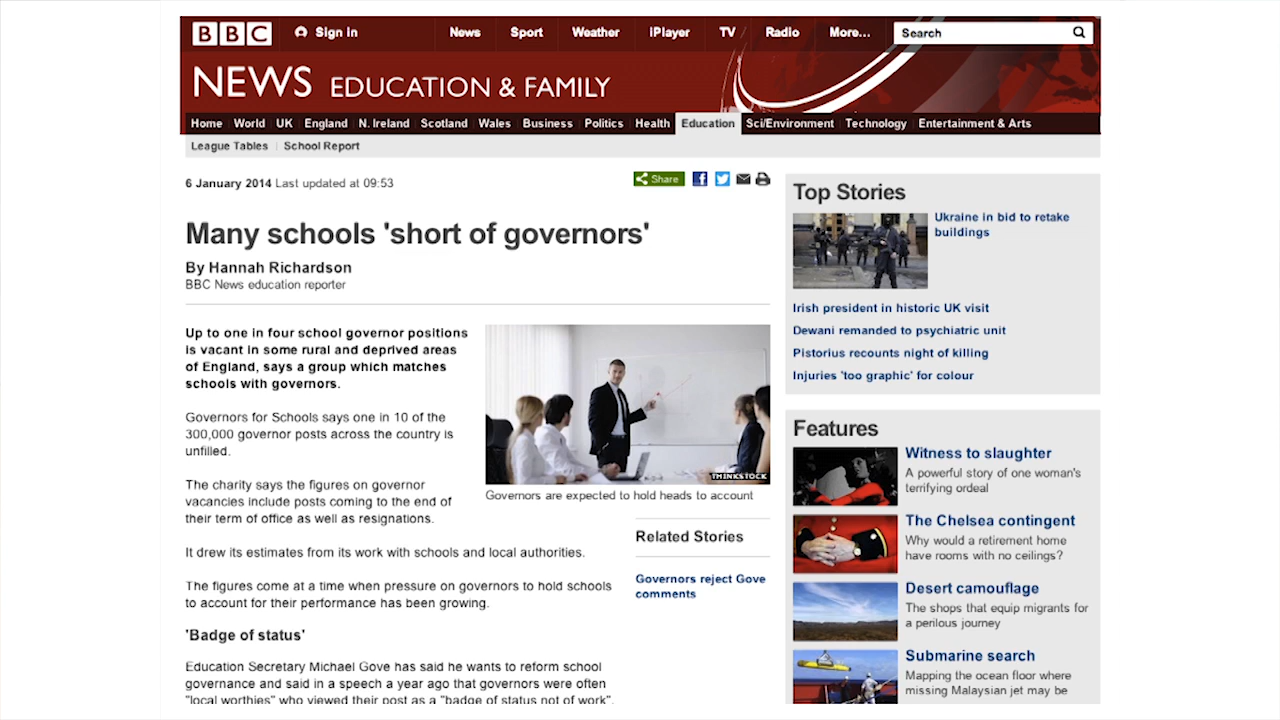 BBC Sign in News Sport Weather iPlayer TV Radio More... Search
NEWS EDUCATION & FAMILY
Home World UK England N. Ireland Scotland Wales Business Politics Health Education Sci/Environment Technology Entertainment & Arts
League Tables School Report
6 January 2014 Last updated at 09:53
Share
Many schools 'short of governors'
By Hannah Richardson
BBC News education reporter
Up to one in four school governor positions
is vacant in some rural and deprived areas
of England, says a group which matches
schools with governors.
Governors for Schools says one in 10 of the
300,000 governor posts across the country is
unfilled.
The charity says the figures on governor
vacancies include posts coming to the end of
their term of office as well as resignations.
It drew its estimates from its work with schools and local authorities.
The figures come at a time when pressure on governors to hold schools
to account for their performance has been growing.
'Badge of status'
Education Secretary Michael Gove has said he wants to reform school
governance and said in a speech a year ago that governors were often
"local worthies" who viewed their post as a "badge of status not of work".
THINKSTOCK
Governors are expected to hold heads to account
Related Stories
Governors reject Gove
comments
Top Stories
Ukraine in bid to retake
buildings
Irish president in historic UK visit
Dewani remanded to psychiatric unit
Pistorius recounts night of killing
Injuries 'too graphic' for colour
Features
Witness to slaughter
A powerful story of one woman's
terrifying ordeal
The Chelsea contingent
Why would a retirement home
have rooms with no ceilings?
Desert camouflage
The shops that equip migrants for
a perilous journey
Submarine search
Mapping the ocean floor where
missing Malaysian jet may be